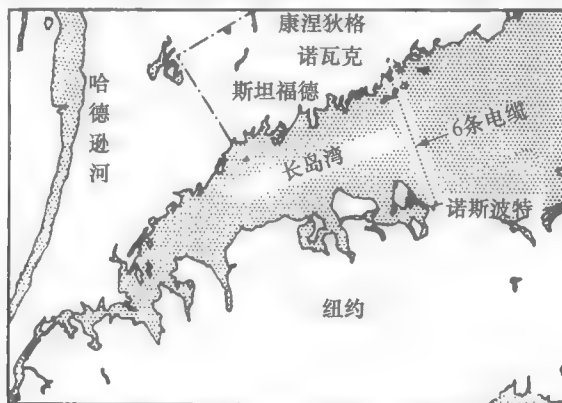 康涅狄格
诺瓦克
斯坦福德
哈德逊河
6条电缆
长岛湾
诺斯波特
纽约